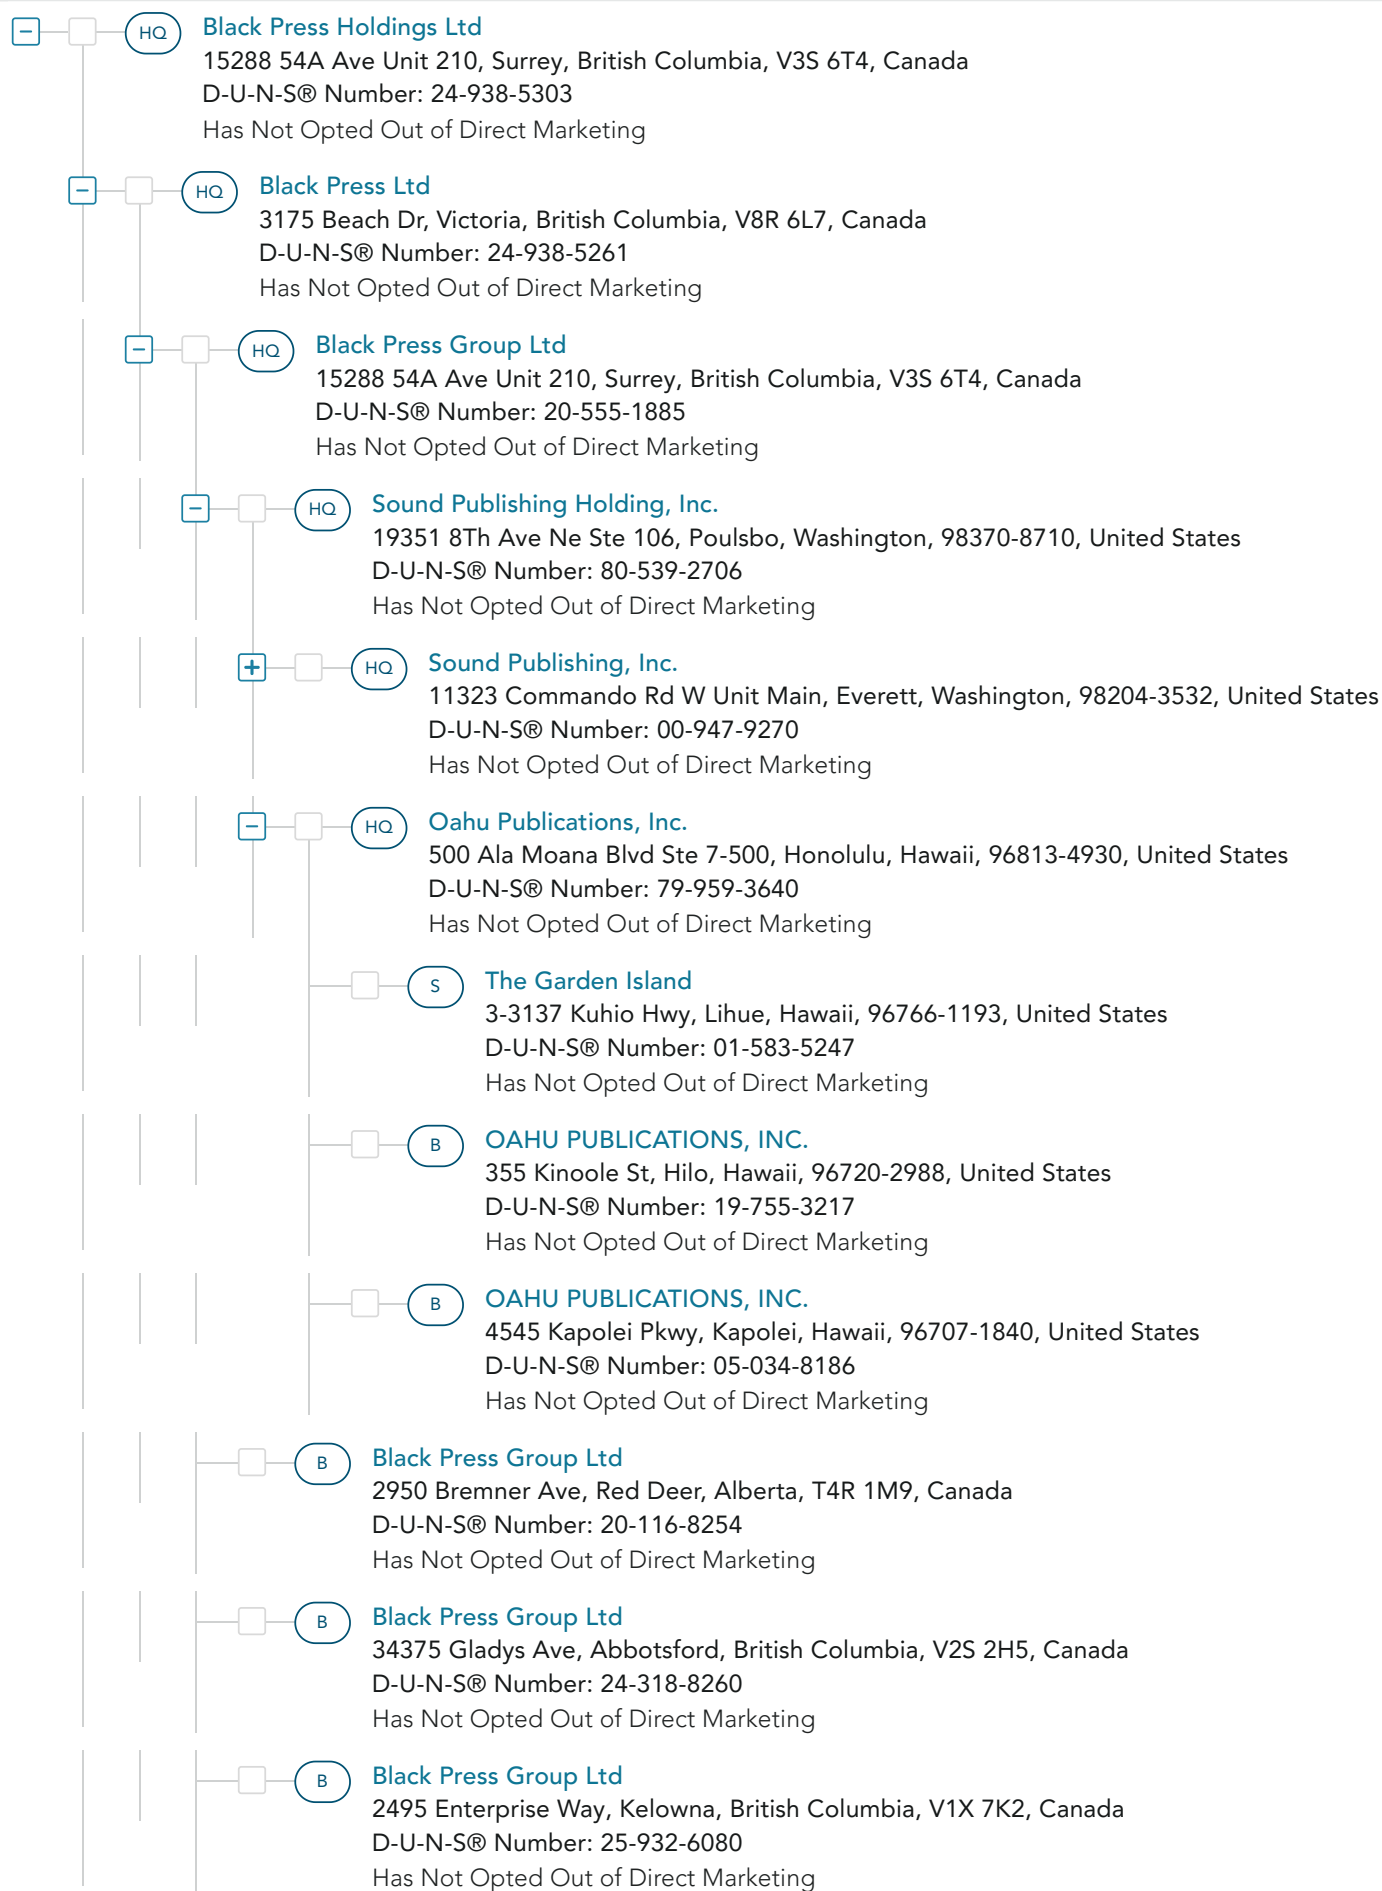 HQ
Black Press Holdings Ltd
15288 54A Ave Unit 210, Surrey, British Columbia, V3S 6T4, Canada
D-U-N-S® Number: 24-938-5303
Has Not Opted Out of Direct Marketing
HQ
Black Press Ltd
3175 Beach Dr, Victoria, British Columbia, V8R 6L7, Canada
D-U-N-S® Number: 24-938-5261
Has Not Opted Out of Direct Marketing
HQ
Black Press Group Ltd
15288 54A Ave Unit 210, Surrey, British Columbia, V3S 6T4, Canada
D-U-N-S® Number: 20-555-1885
Has Not Opted Out of Direct Marketing
HQ
Sound Publishing Holding, Inc.
19351 8Th Ave Ne Ste 106, Poulsbo, Washington, 98370-8710, United States
D-U-N-S® Number: 80-539-2706
Has Not Opted Out of Direct Marketing
HQ
Sound Publishing, Inc.
11323 Commando Rd W Unit Main, Everett, Washington, 98204-3532, United States
D-U-N-S® Number: 00-947-9270
Has Not Opted Out of Direct Marketing
HQ
Oahu Publications, Inc.
500 Ala Moana Blvd Ste 7-500, Honolulu, Hawaii, 96813-4930, United States
D-U-N-S® Number: 79-959-3640
Has Not Opted Out of Direct Marketing
S
The Garden Island
3-3137 Kuhio Hwy, Lihue, Hawaii, 96766-1193, United States
D-U-N-S® Number: 01-583-5247
Has Not Opted Out of Direct Marketing
B
OAHU PUBLICATIONS, INC.
355 Kinoole St, Hilo, Hawaii, 96720-2988, United States
D-U-N-S® Number: 19-755-3217
Has Not Opted Out of Direct Marketing
B
OAHU PUBLICATIONS, INC.
4545 Kapolei Pkwy, Kapolei, Hawaii, 96707-1840, United States
D-U-N-S® Number: 05-034-8186
Has Not Opted Out of Direct Marketing
B
Black Press Group Ltd
2950 Bremner Ave, Red Deer, Alberta, T4R 1M9, Canada
D-U-N-S® Number: 20-116-8254
Has Not Opted Out of Direct Marketing
B
Black Press Group Ltd
34375 Gladys Ave, Abbotsford, British Columbia, V2S 2H5, Canada
D-U-N-S® Number: 24-318-8260
Has Not Opted Out of Direct Marketing
B
Black Press Group Ltd
2495 Enterprise Way, Kelowna, British Columbia, V1X 7K2, Canada
D-U-N-S® Number: 25-932-6080
Has Not Opted Out of Direct Marketing